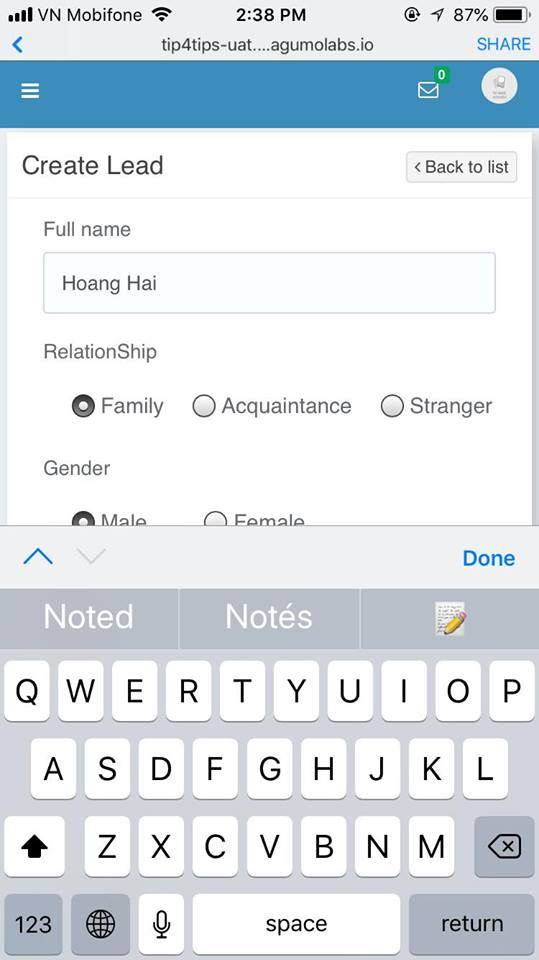 VN Mobifone 2:38 PM 87%
tip4tips-uat....agumolabs.io SHARE
0
Create Lead
Back to list
Full name
Hoang Hai
RelationShip
Family Acquaintance Stranger
Gender
Male Female
Done
Noted Notés
Q W E R T Y U I O P
A S D F G H J K L
Z X C V B N M
123 space return